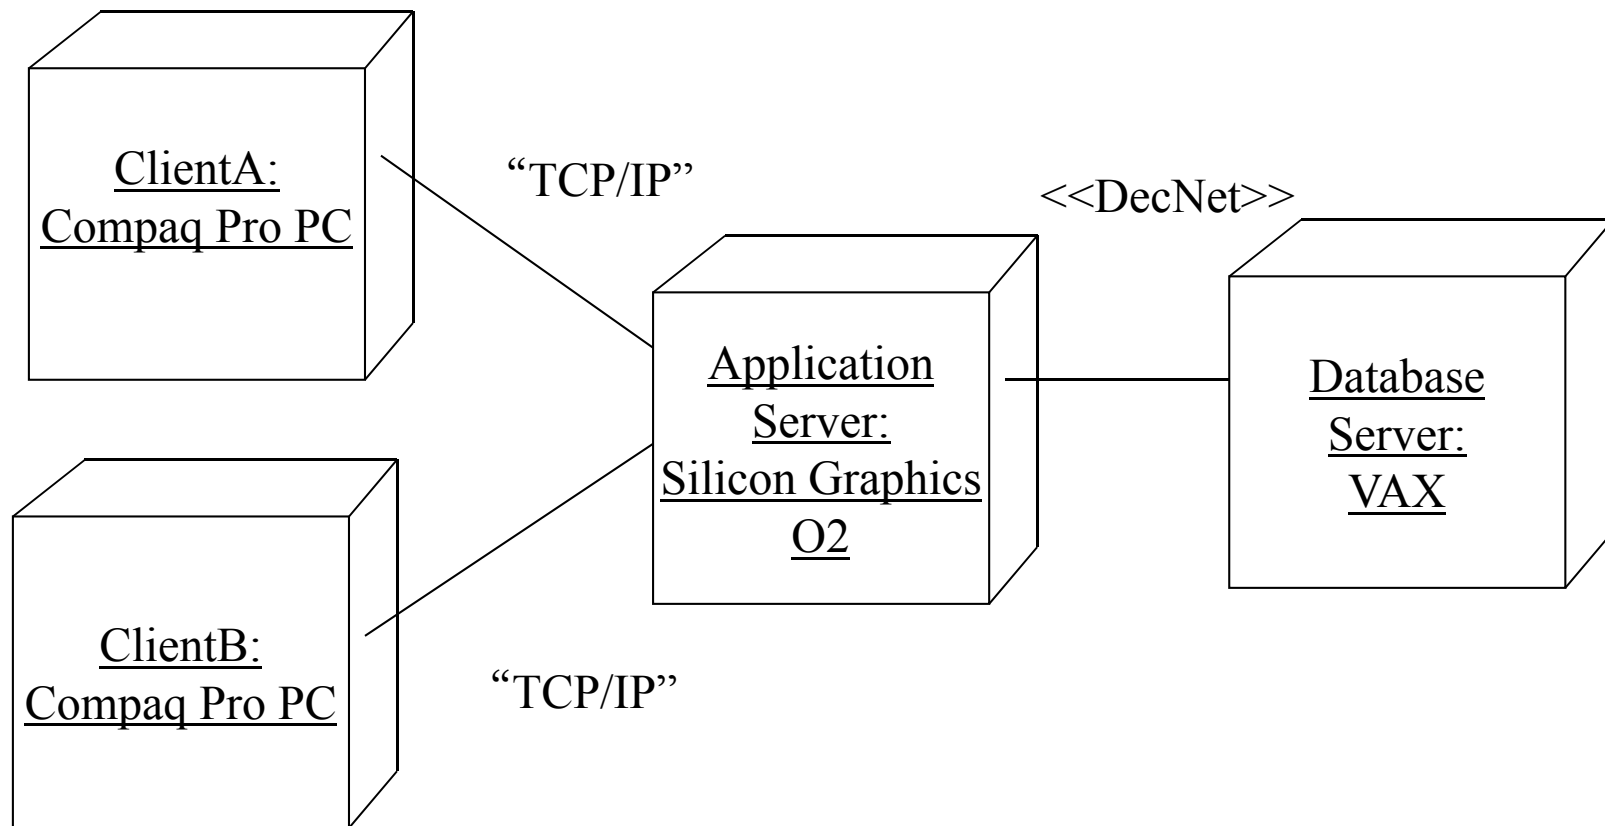 ClientA:
Compaq Pro PC
“TCP/IP”
<<DecNet>>
Application
Server:
Silicon Graphics
O2
Database
Server:
VAX
ClientB:
Compaq Pro PC
“TCP/IP”